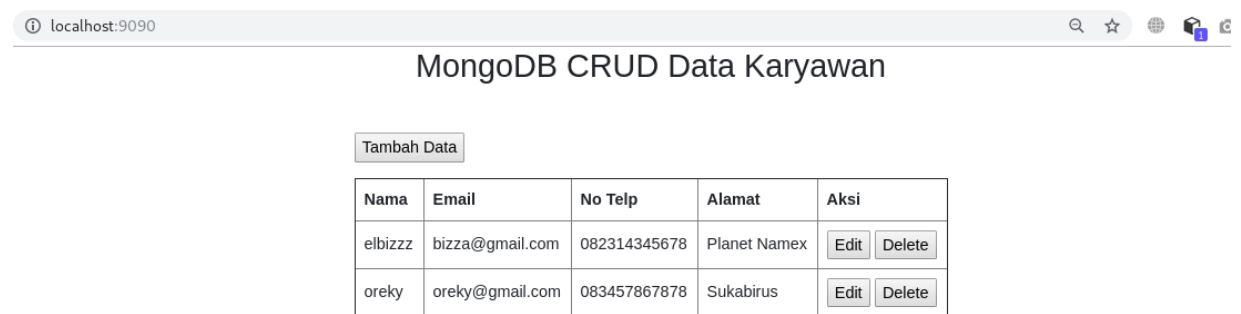 localhost:9090
1
MongoDB CRUD Data Karyawan
Tambah Data
Nama Email No Telp Alamat Aksi
elbizzz bizza@gmail.com 082314345678 Planet Namex Edit Delete
oreky oreky@gmail.com 083457867878 Sukabirus Edit Delete